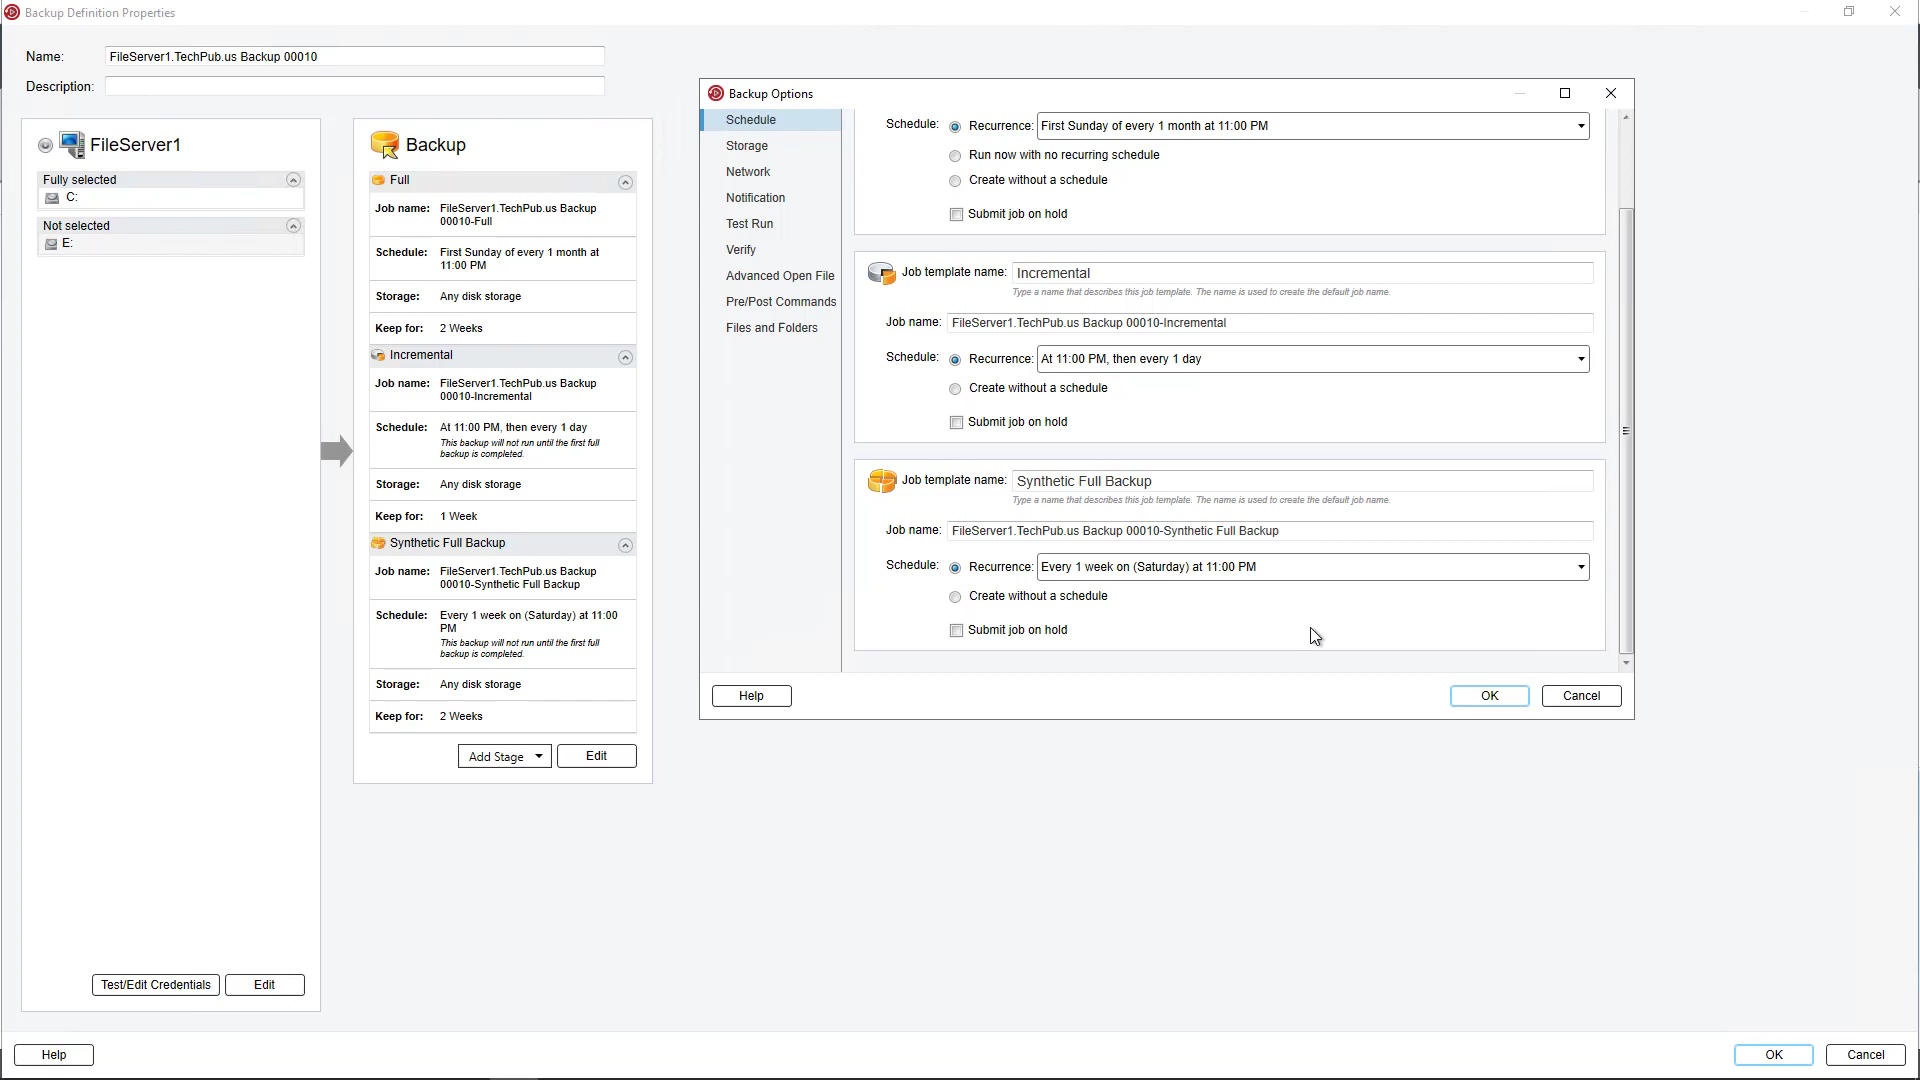 Backup Definition Properties
Name: FileServer1.TechPub.us Backup 00010
Description:
FileServer1
Fully selected
C:
Not selected
E:
Test/Edit Credentials Edit
Backup
Full
Job name: FileServer1.TechPub.us Backup
00010-Full
Schedule: First Sunday of every 1 month at
11:00 PM
Storage: Any disk storage
Keep for: 2 Weeks
Incremental
Job name: FileServer1.TechPub.us Backup
00010-Incremental
Schedule: At 11:00 PM, then every 1 day
This backup will not run until the first full
backup is completed.
Storage: Any disk storage
Keep for: 1 Week
Synthetic Full Backup
Job name: FileServer1.TechPub.us Backup
00010-Synthetic Full Backup
Schedule: Every 1 week on (Saturday) at 11:00
PM
This backup will not run until the first full
backup is completed.
Storage: Any disk storage
Keep for: 2 Weeks
Add Stage Edit
Backup Options
Schedule
Storage
Network
Notification
Test Run
Verify
Advanced Open File
Pre/Post Commands
Files and Folders
Schedule: Recurrence: First Sunday of every 1 month at 11:00 PM
Run now with no recurring schedule
Create without a schedule
Submit job on hold
Job template name: Incremental
Type a name that describes this job template. The name is used to create the default job name.
Job name: FileServer1.TechPub.us Backup 00010-Incremental
Schedule: Recurrence: At 11:00 PM, then every 1 day
Create without a schedule
Submit job on hold
Job template name: Synthetic Full Backup
Type a name that describes this job template. The name is used to create the default job name.
Job name: FileServer1.TechPub.us Backup 00010-Synthetic Full Backup
Schedule: Recurrence: Every 1 week on (Saturday) at 11:00 PM
Create without a schedule
Submit job on hold
Help OK Cancel
Help OK Cancel